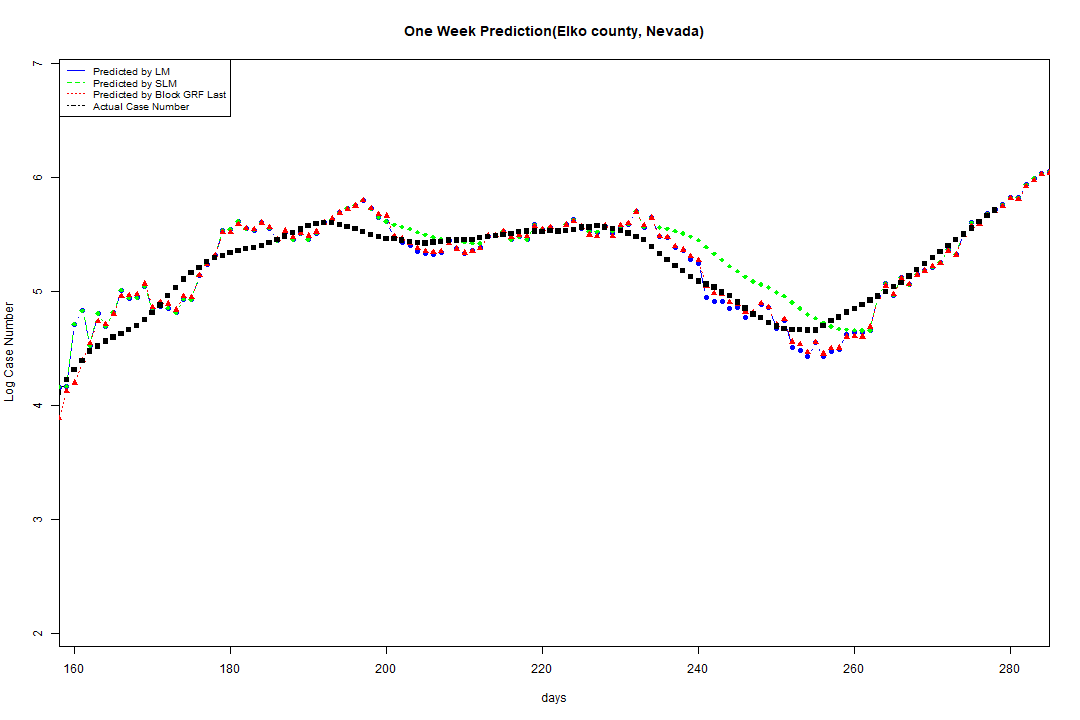 One Week Prediction(Elko county, Nevada)
Predicted by LM
Predicted by SLM
Predicted by Block GRF Last
Actual Case Number
7
6
5
4
3
2
Log Case Number
160 180 200 220 240 260 280
days